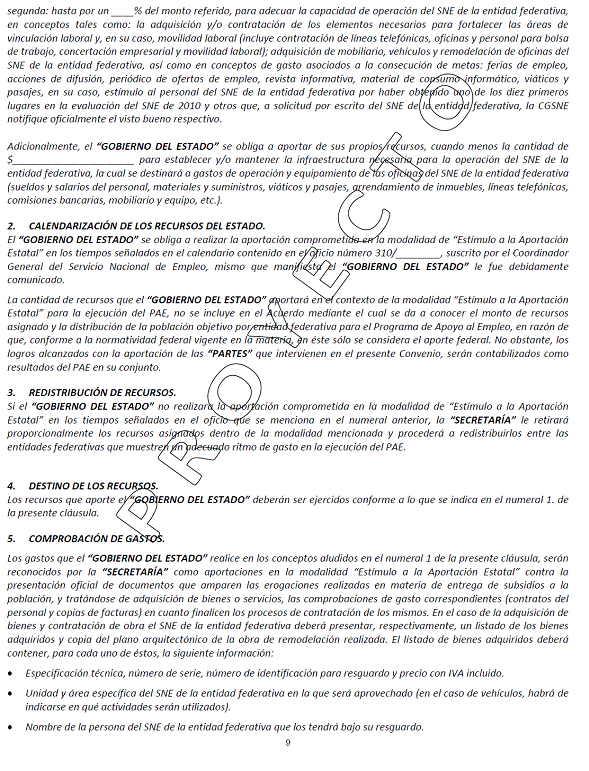 segunda: hasta por un ____% del monto referido, para adecuar la capacidad de operación del SNE de la entidad federativa,
en conceptos tales como: la adquisición y/o contratación de los elementos necesarios para fortalecer las áreas de
vinculación laboral y, en su caso, movilidad laboral (incluye contratación de líneas telefónicas, oficinas y personal para bolsa
de trabajo, concertación empresarial y movilidad laboral); adquisición de mobiliario, vehículos y remodelación de oficinas del
SNE de la entidad federativa, así como en conceptos de gasto asociados a la consecución de metas: ferias de empleo,
acciones de difusión, periódico de ofertas de empleo, revista informativa, material de consumo informático, viáticos y
pasajes, en su caso, estímulo al personal del SNE de la entidad federativa por haber obtenido uno de los diez primeros
lugares en la evaluación del SNE de 2010 y otros que, a solicitud por escrito del SNE de la entidad federativa, la CGSNE
notifique oficialmente el visto bueno respectivo.
Adicionalmente, el "GOBIERNO DEL ESTADO" se obliga a aportar de sus propios recursos, cuando menos la cantidad de
$______________________ para establecer y/o mantener la infraestructura necesaria para la operación del SNE de la
entidad federativa, la cual se destinará a gastos de operación y equipamiento de las oficinas del SNE de la entidad federativa
(sueldos y salarios del personal, materiales y suministros, viáticos y pasajes, arrendamiento de inmuebles, líneas telefónicas,
comisiones bancarias, mobiliario y equipo, etc.).
2. CALENDARIZACIÓN DE LOS RECURSOS DEL ESTADO.
El "GOBIERNO DEL ESTADO" se obliga a realizar la aportación comprometida en la modalidad de "Estímulo a la Aportación
Estatal" en los tiempos señalados en el calendario contenido en el oficio número 310/________, suscrito por el Coordinador
General del Servicio Nacional de Empleo, mismo que manifiesta el "GOBIERNO DEL ESTADO" le fue debidamente
comunicado.
La cantidad de recursos que el "GOBIERNO DEL ESTADO" aportará en el contexto de la modalidad "Estímulo a la Aportación
Estatal" para la ejecución del PAE, no se incluye en el Acuerdo mediante el cual se da a conocer el monto de recursos
asignado y la distribución de la población objetivo por entidad federativa para el Programa de Apoyo al Empleo, en razón de
que, conforme a la normatividad federal vigente en la materia, en éste sólo se considera el aporte federal. No obstante, los
logros alcanzados con la aportación de las "PARTES" que intervienen en el presente Convenio, serán contabilizados como
resultados del PAE en su conjunto.
3. REDISTRIBUCIÓN DE RECURSOS.
Si el "GOBIERNO DEL ESTADO" no realizara la aportación comprometida en la modalidad de "Estímulo a la Aportación
Estatal" en los tiempos señalados en el oficio que se menciona en el numeral anterior, la "SECRETARÍA" le retirará
proporcionalmente los recursos asignados dentro de la modalidad mencionada y procederá a redistribuirlos entre las
entidades federativas que muestren un adecuado ritmo de gasto en la ejecución del PAE.
4. DESTINO DE LOS RECURSOS.
Los recursos que aporte el "GOBIERNO DEL ESTADO" deberán ser ejercidos conforme a lo que se indica en el numeral 1. de
la presente cláusula.
5. COMPROBACIÓN DE GASTOS.
Los gastos que el "GOBIERNO DEL ESTADO" realice en los conceptos aludidos en el numeral 1 de la presente cláusula, serán
reconocidos por la "SECRETARÍA" como aportaciones en la modalidad "Estímulo a la Aportación Estatal" contra la
presentación oficial de documentos que amparen las erogaciones realizadas en materia de entrega de subsidios a la
población, y tratándose de adquisición de bienes o servicios, las comprobaciones de gasto correspondientes (contratos del
personal y copias de facturas) en cuanto finalicen los procesos de contratación de los mismos. En el caso de la adquisición de
bienes y contratación de obra el SNE de la entidad federativa deberá presentar, respectivamente, un listado de los bienes
adquiridos y copia del plano arquitectónico de la obra de remodelación realizada. El listado de bienes adquiridos deberá
contener, para cada uno de éstos, la siguiente información:
• Especificación técnica, número de serie, número de identificación para resguardo y precio con IVA incluido.
• Unidad y área específica del SNE de la entidad federativa en la que será aprovechado (en el caso de vehículos, habrá de
indicarse en qué actividades serán utilizados).
• Nombre de la persona del SNE de la entidad federativa que los tendrá bajo su resguardo.
9
PROYECTO